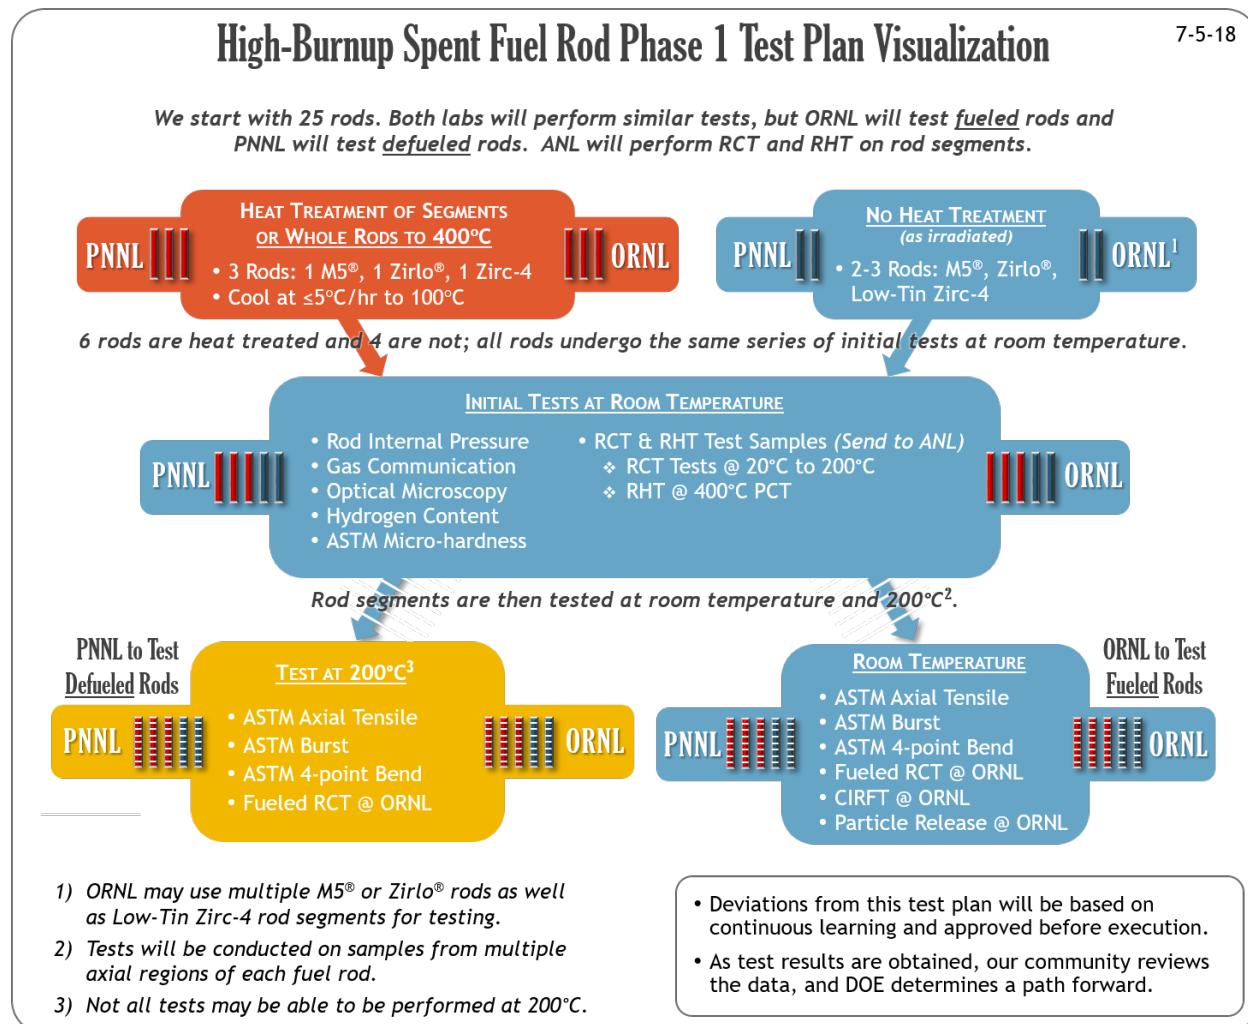 7-5-18
High-Burnup Spent Fuel Rod Phase 1 Test Plan Visualization
We start with 25 rods. Both labs will perform similar tests, but ORNL will test fueled rods and
PNNL will test defueled rods. ANL will perform RCT and RHT on rod segments.
PNNL
HEAT TREATMENT OF SEGMENTS
OR WHOLE RODS TO 400°C
• 3 Rods: 1 M5®, 1 Zirlo®, 1 Zirc-4
• Cool at ≤5°C/hr to 100°C
ORNL
PNNL
NO HEAT TREATMENT
(as irradiated)
• 2-3 Rods: M5®, Zirlo®,
Low-Tin Zirc-4
ORNL¹
6 rods are heat treated and 4 are not; all rods undergo the same series of initial tests at room temperature.
INITIAL TESTS AT ROOM TEMPERATURE
PNNL
• Rod Internal Pressure
• Gas Communication
• Optical Microscopy
• Hydrogen Content
• ASTM Micro-hardness
• RCT & RHT Test Samples (Send to ANL)
❖ RCT Tests @ 20°C to 200°C
❖ RHT @ 400°C PCT
ORNL
Rod segments are then tested at room temperature and 200°C².
PNNL to Test
Defueled Rods
PNNL
TEST AT 200°C³
• ASTM Axial Tensile
• ASTM Burst
• ASTM 4-point Bend
• Fueled RCT @ ORNL
ORNL
PNNL
ROOM TEMPERATURE
• ASTM Axial Tensile
• ASTM Burst
• ASTM 4-point Bend
• Fueled RCT @ ORNL
• CIRFT @ ORNL
• Particle Release @ ORNL
ORNL to Test
Fueled Rods
ORNL
1) ORNL may use multiple M5® or Zirlo® rods as well
as Low-Tin Zirc-4 rod segments for testing.
2) Tests will be conducted on samples from multiple
axial regions of each fuel rod.
3) Not all tests may be able to be performed at 200°C.
• Deviations from this test plan will be based on
continuous learning and approved before execution.
• As test results are obtained, our community reviews
the data, and DOE determines a path forward.